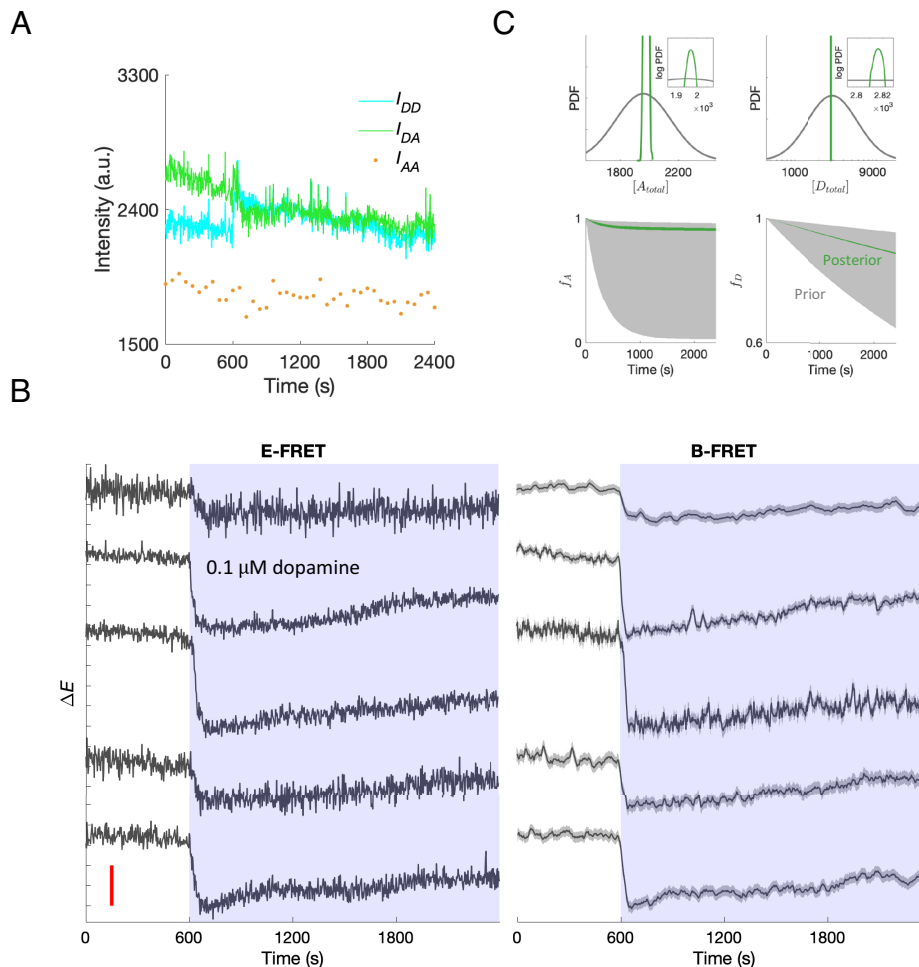 A
3300
2400
1500
Intensity (a.u.)
I_DD
I_DA
I_AA
0 600 1200 1800 2400
Time (s)
C
PDF
log PDF
1.9 2
×10³
1800 2200
[A_total]
PDF
log PDF
2.8 2.82
×10³
1000 9000
[D_total]
1
f_A
0
0 1000 2000
Time (s)
1
f_D
0.6
Posterior
Prior
0 1000 2000
Time (s)
B
E-FRET
B-FRET
0.1 μM dopamine
ΔE
0 600 1200 1800
Time (s)
0 600 1200 1800
Time (s)